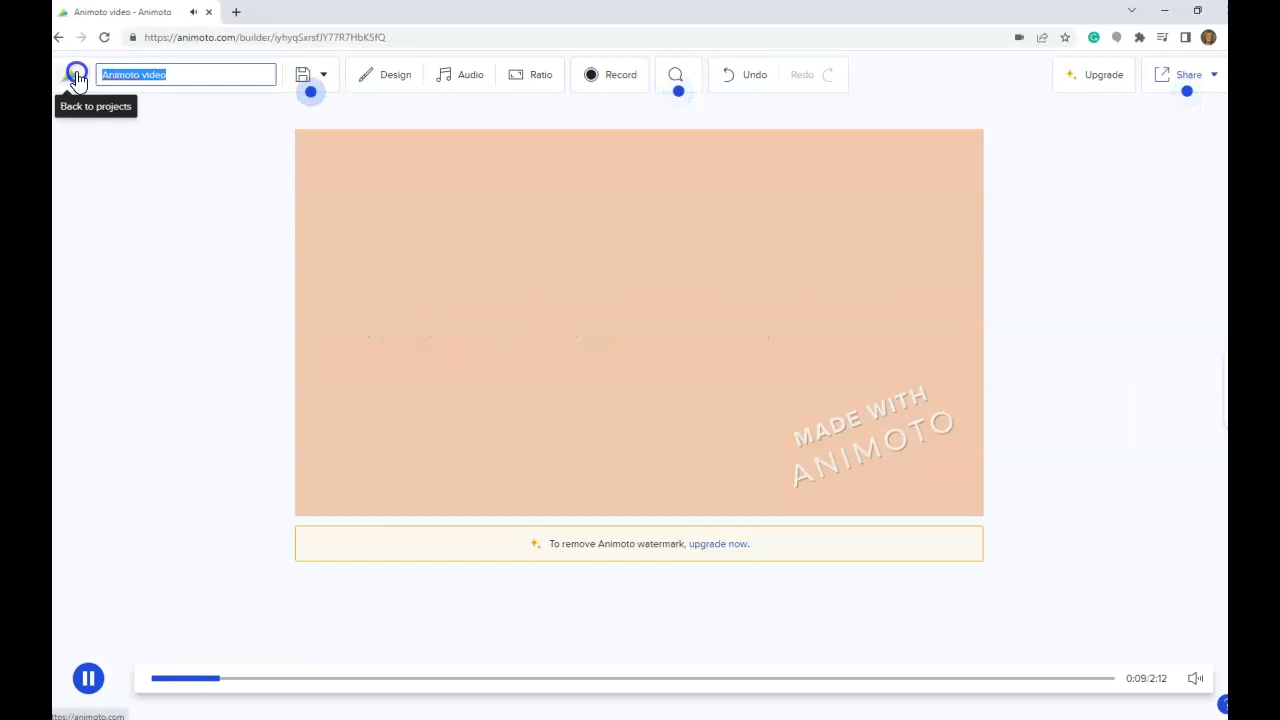 Animoto video - Animoto
https://animoto.com/builder/iyhyqSxrsfJY77R7HbK5fQ
Animoto video
Design
Audio
Ratio
Record
Undo
Redo
Upgrade
Share
Back to projects
MADE WITH
ANIMOTO
To remove Animoto watermark, upgrade now.
0:09/2:12
ttps://animoto.com